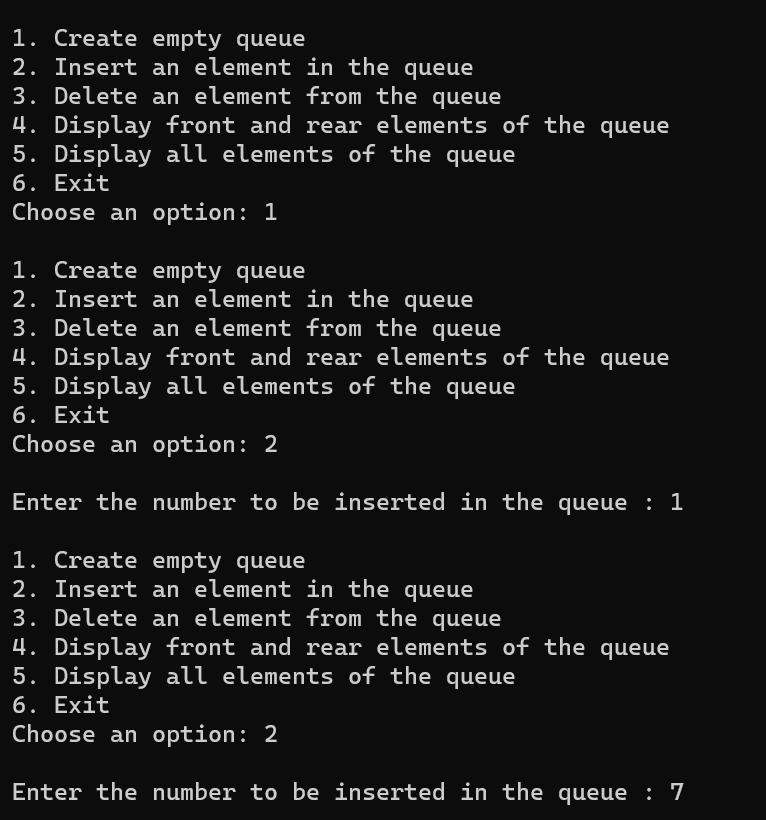 1. Create empty queue
2. Insert an element in the queue
3. Delete an element from the queue
4. Display front and rear elements of the queue
5. Display all elements of the queue
6. Exit
Choose an option: 1
1. Create empty queue
2. Insert an element in the queue
3. Delete an element from the queue
4. Display front and rear elements of the queue
5. Display all elements of the queue
6. Exit
Choose an option: 2
Enter the number to be inserted in the queue : 1
1. Create empty queue
2. Insert an element in the queue
3. Delete an element from the queue
4. Display front and rear elements of the queue
5. Display all elements of the queue
6. Exit
Choose an option: 2
Enter the number to be inserted in the queue : 7